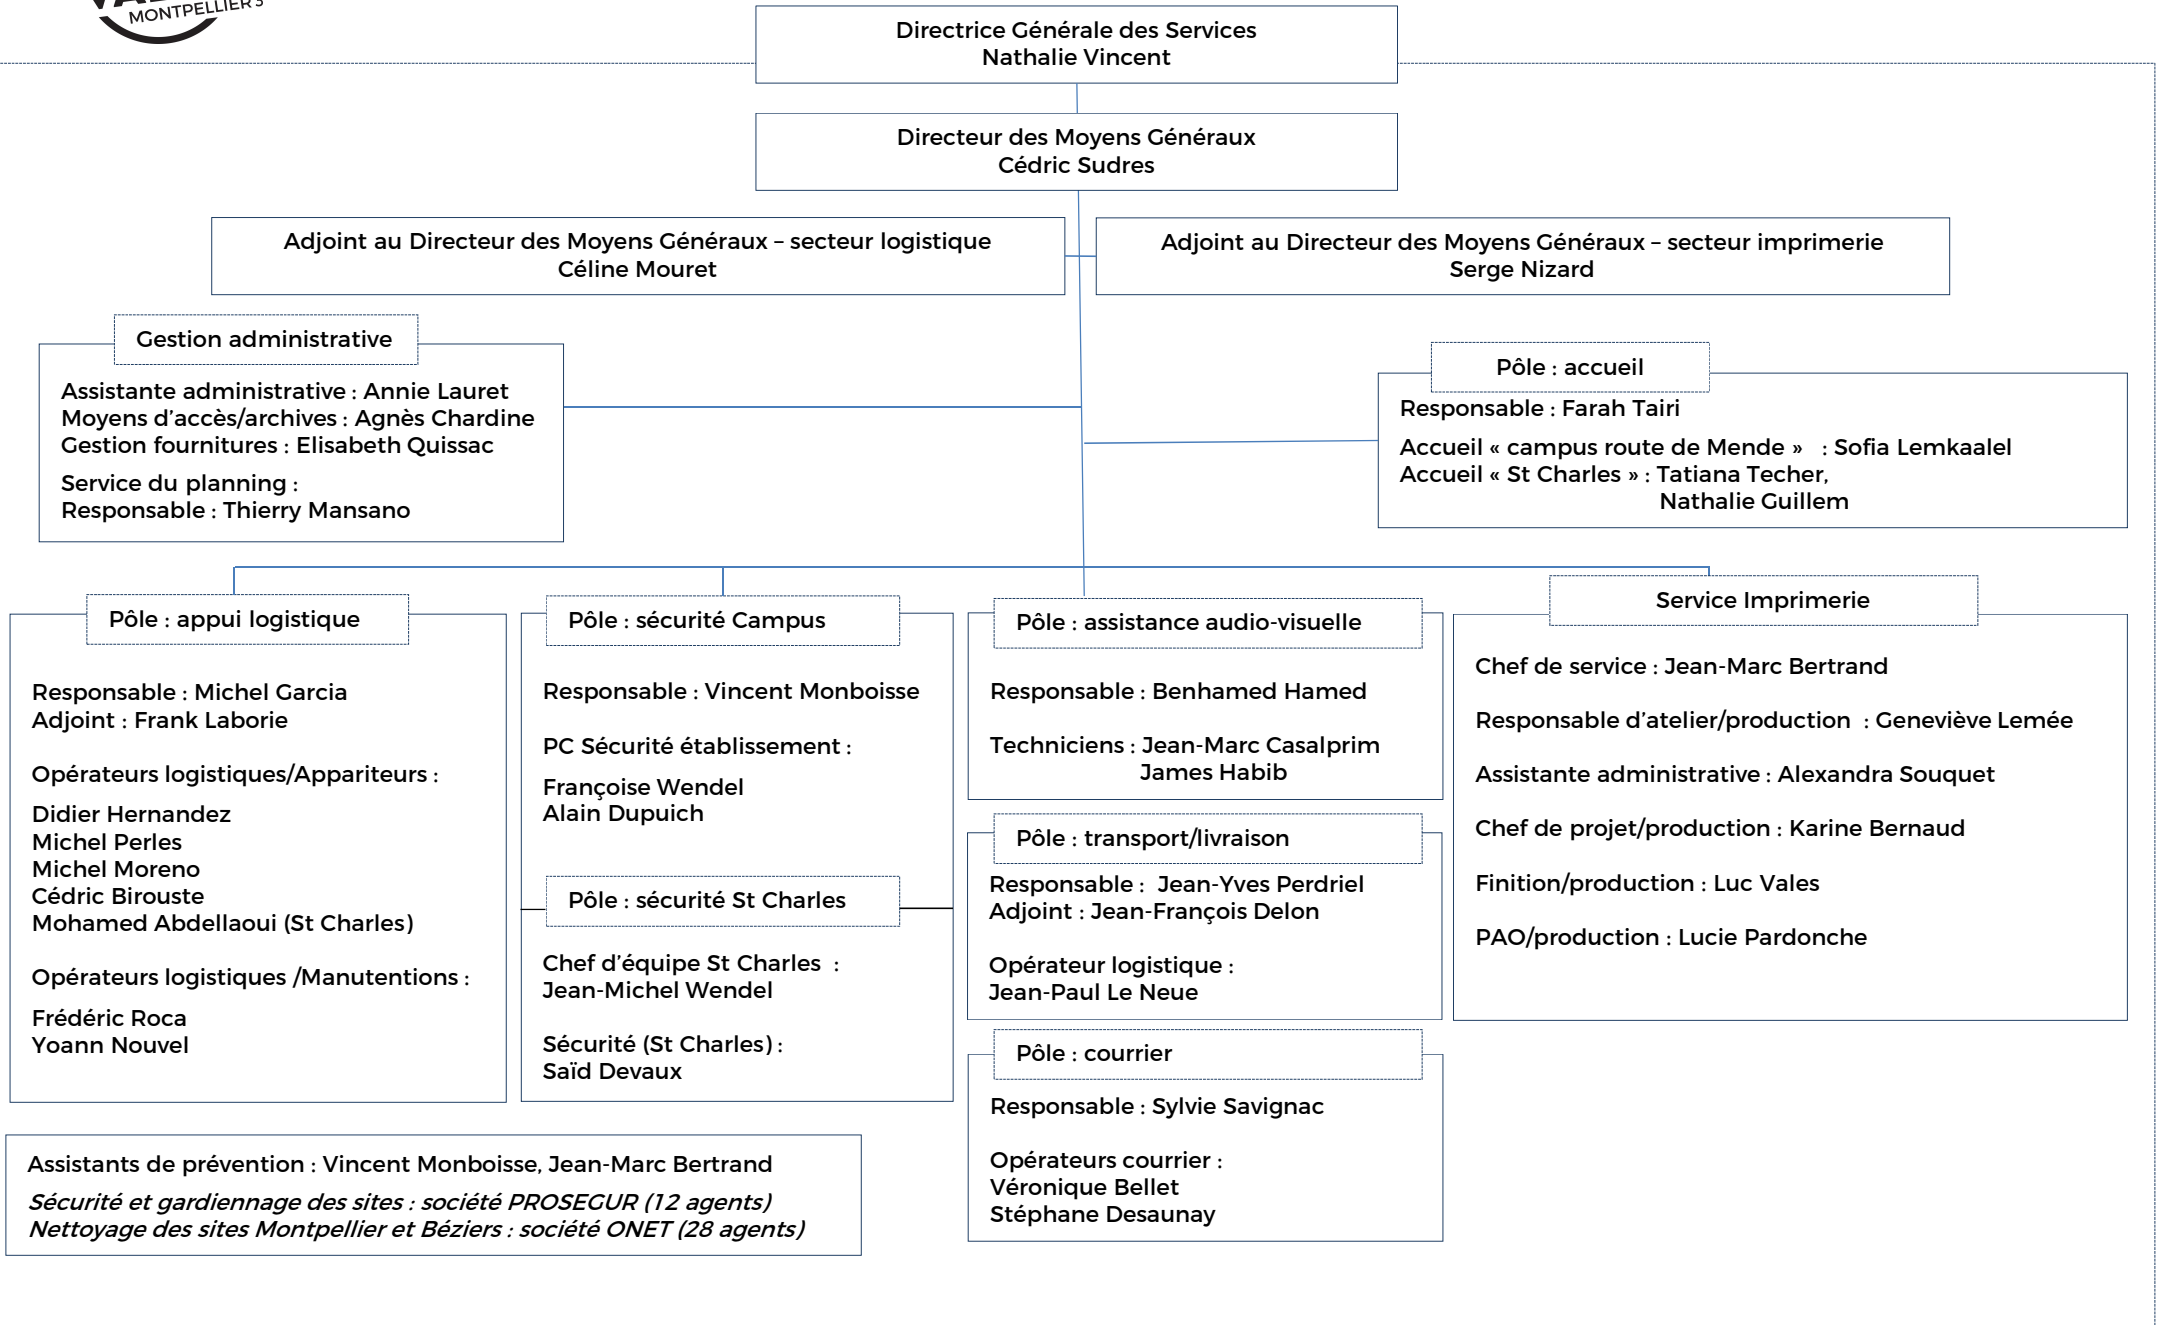 MONTPELLIER 3
Directrice Générale des Services
Nathalie Vincent
Directeur des Moyens Généraux
Cédric Sudres
Adjoint au Directeur des Moyens Généraux – secteur logistique
Céline Mouret
Adjoint au Directeur des Moyens Généraux – secteur imprimerie
Serge Nizard
Gestion administrative
Assistante administrative : Annie Lauret
Moyens d'accès/archives : Agnès Chardine
Gestion fournitures : Elisabeth Quissac
Service du planning :
Responsable : Thierry Mansano
Pôle : accueil
Responsable : Farah Tairi
Accueil « campus route de Mende » : Sofia Lemkaalel
Accueil « St Charles » : Tatiana Techer,
Nathalie Guillem
Pôle : appui logistique
Responsable : Michel Garcia
Adjoint : Frank Laborie
Opérateurs logistiques/Appariteurs :
Didier Hernandez
Michel Perles
Michel Moreno
Cédric Birouste
Mohamed Abdellaoui (St Charles)
Opérateurs logistiques /Manutentions :
Frédéric Roca
Yoann Nouvel
Pôle : sécurité Campus
Responsable : Vincent Monboisse
PC Sécurité établissement :
Françoise Wendel
Alain Dupuich
Pôle : sécurité St Charles
Chef d'équipe St Charles :
Jean-Michel Wendel
Sécurité (St Charles) :
Saïd Devaux
Pôle : assistance audio-visuelle
Responsable : Benhamed Hamed
Techniciens : Jean-Marc Casalprim
James Habib
Pôle : transport/livraison
Responsable : Jean-Yves Perdriel
Adjoint : Jean-François Delon
Opérateur logistique :
Jean-Paul Le Neue
Pôle : courrier
Responsable : Sylvie Savignac
Opérateurs courrier :
Véronique Bellet
Stéphane Desaunay
Service Imprimerie
Chef de service : Jean-Marc Bertrand
Responsable d'atelier/production : Geneviève Lemée
Assistante administrative : Alexandra Souquet
Chef de projet/production : Karine Bernaud
Finition/production : Luc Vales
PAO/production : Lucie Pardonche
Assistants de prévention : Vincent Monboisse, Jean-Marc Bertrand
Sécurité et gardiennage des sites : société PROSEGUR (12 agents)
Nettoyage des sites Montpellier et Béziers : société ONET (28 agents)